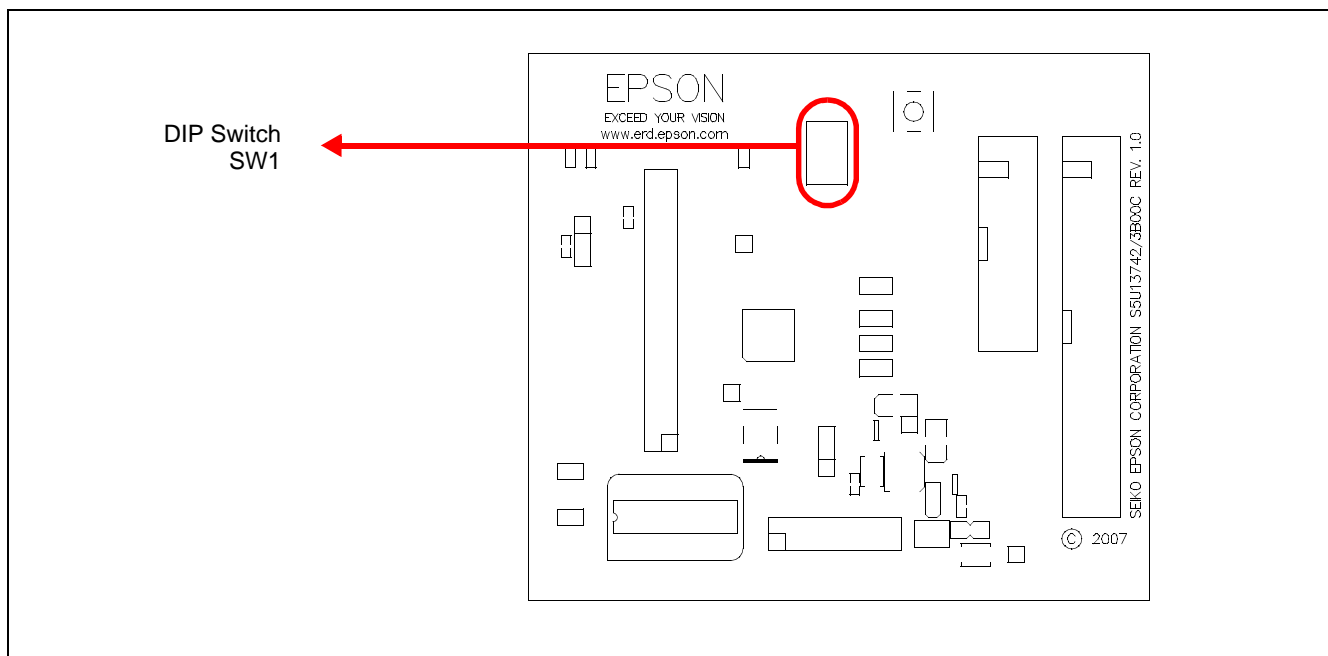 DIP Switch
SW1
EPSON
EXCEED YOUR VISION
www.erd.epson.com
SEIKO EPSON CORPORATION S5U13742/3B00C REV. 1.0
© 2007